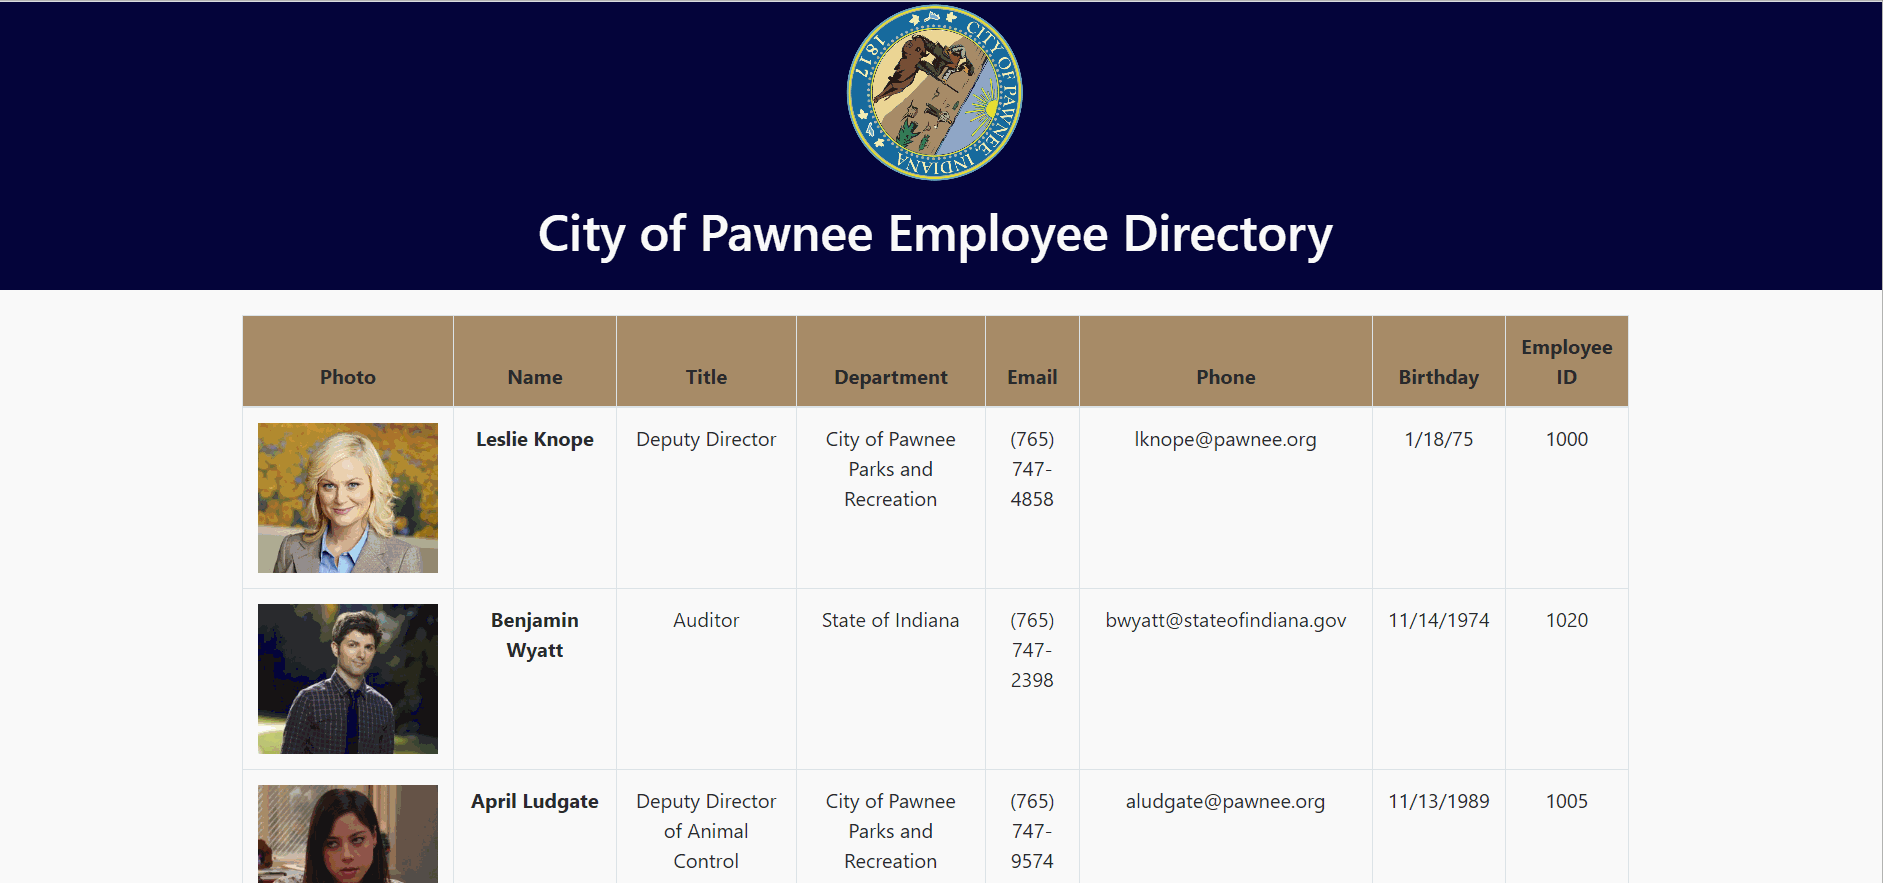 1817 CITY OF PAWNEE, INDIANA
City of Pawnee Employee Directory
Photo Name Title Department Email Phone Birthday Employee ID
Leslie Knope Deputy Director City of Pawnee Parks and Recreation (765) 747-4858 lknope@pawnee.org 1/18/75 1000
Benjamin Wyatt Auditor State of Indiana (765) 747-2398 bwyatt@stateofindiana.gov 11/14/1974 1020
April Ludgate Deputy Director of Animal Control City of Pawnee Parks and Recreation (765) 747-9574 aludgate@pawnee.org 11/13/1989 1005